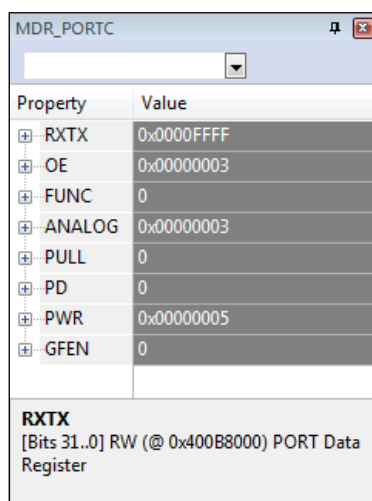 MDR_PORTC
Property Value
RXTX 0x0000FFFF
OE 0x00000003
FUNC 0
ANALOG 0x00000003
PULL 0
PD 0
PWR 0x00000005
GFEN 0
RXTX
[Bits 31..0] RW (@ 0x400B8000) PORT Data
Register